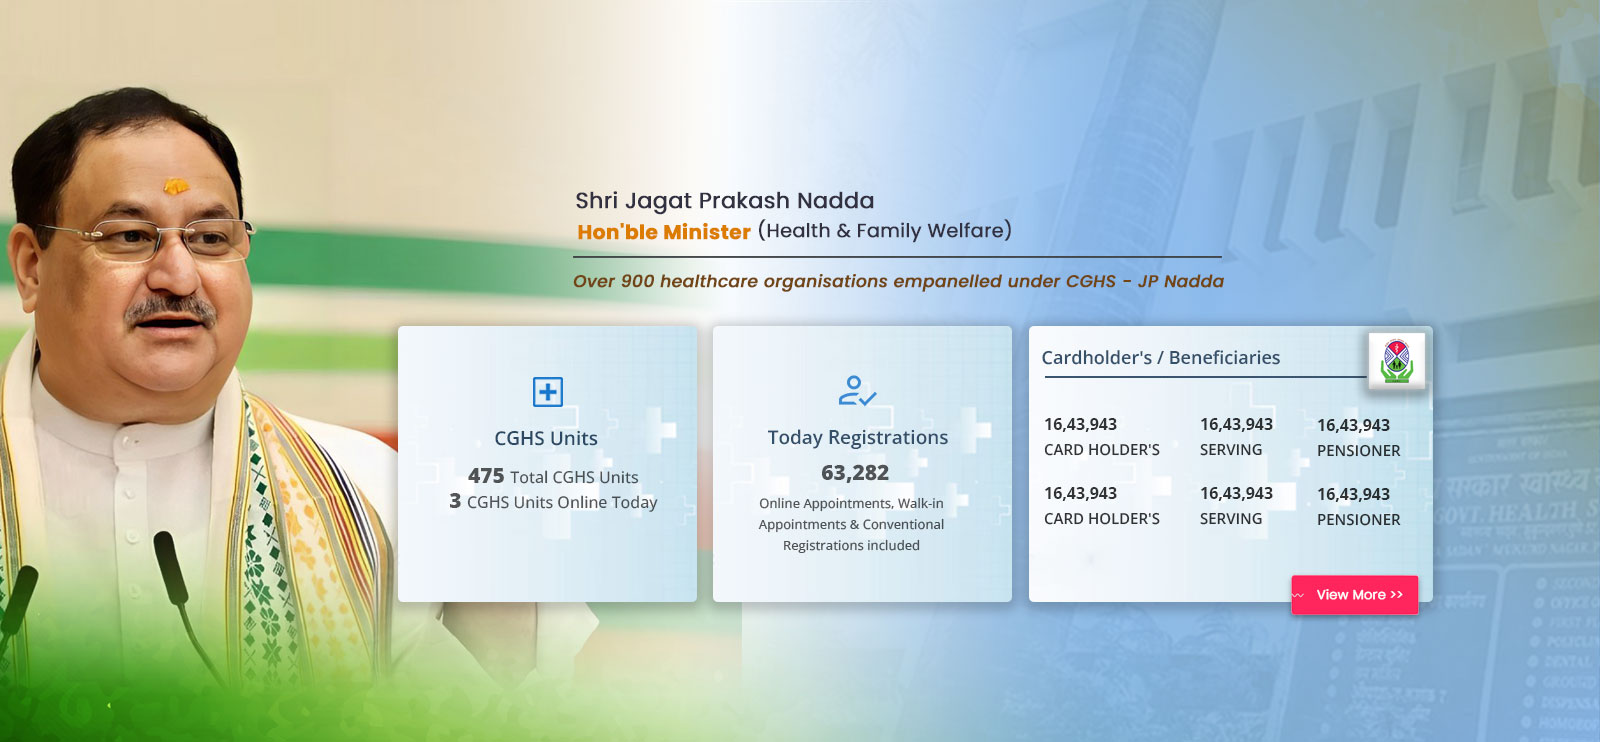 Shri Jagat Prakash Nadda
Hon'ble Minister (Health & Family Welfare)
Over 900 healthcare organisations empanelled under CGHS - JP Nadda
CGHS Units
475 Total CGHS Units
3 CGHS Units Online Today
Today Registrations
63,282
Online Appointments, Walk-in
Appointments & Conventional
Registrations included
Cardholder's / Beneficiaries
16,43,943 16,43,943 16,43,943
CARD HOLDER'S SERVING PENSIONER
16,43,943 16,43,943 16,43,943
CARD HOLDER'S SERVING PENSIONER
View More >>
सरकार स्वास्थ्य
GOVT. HEALTH